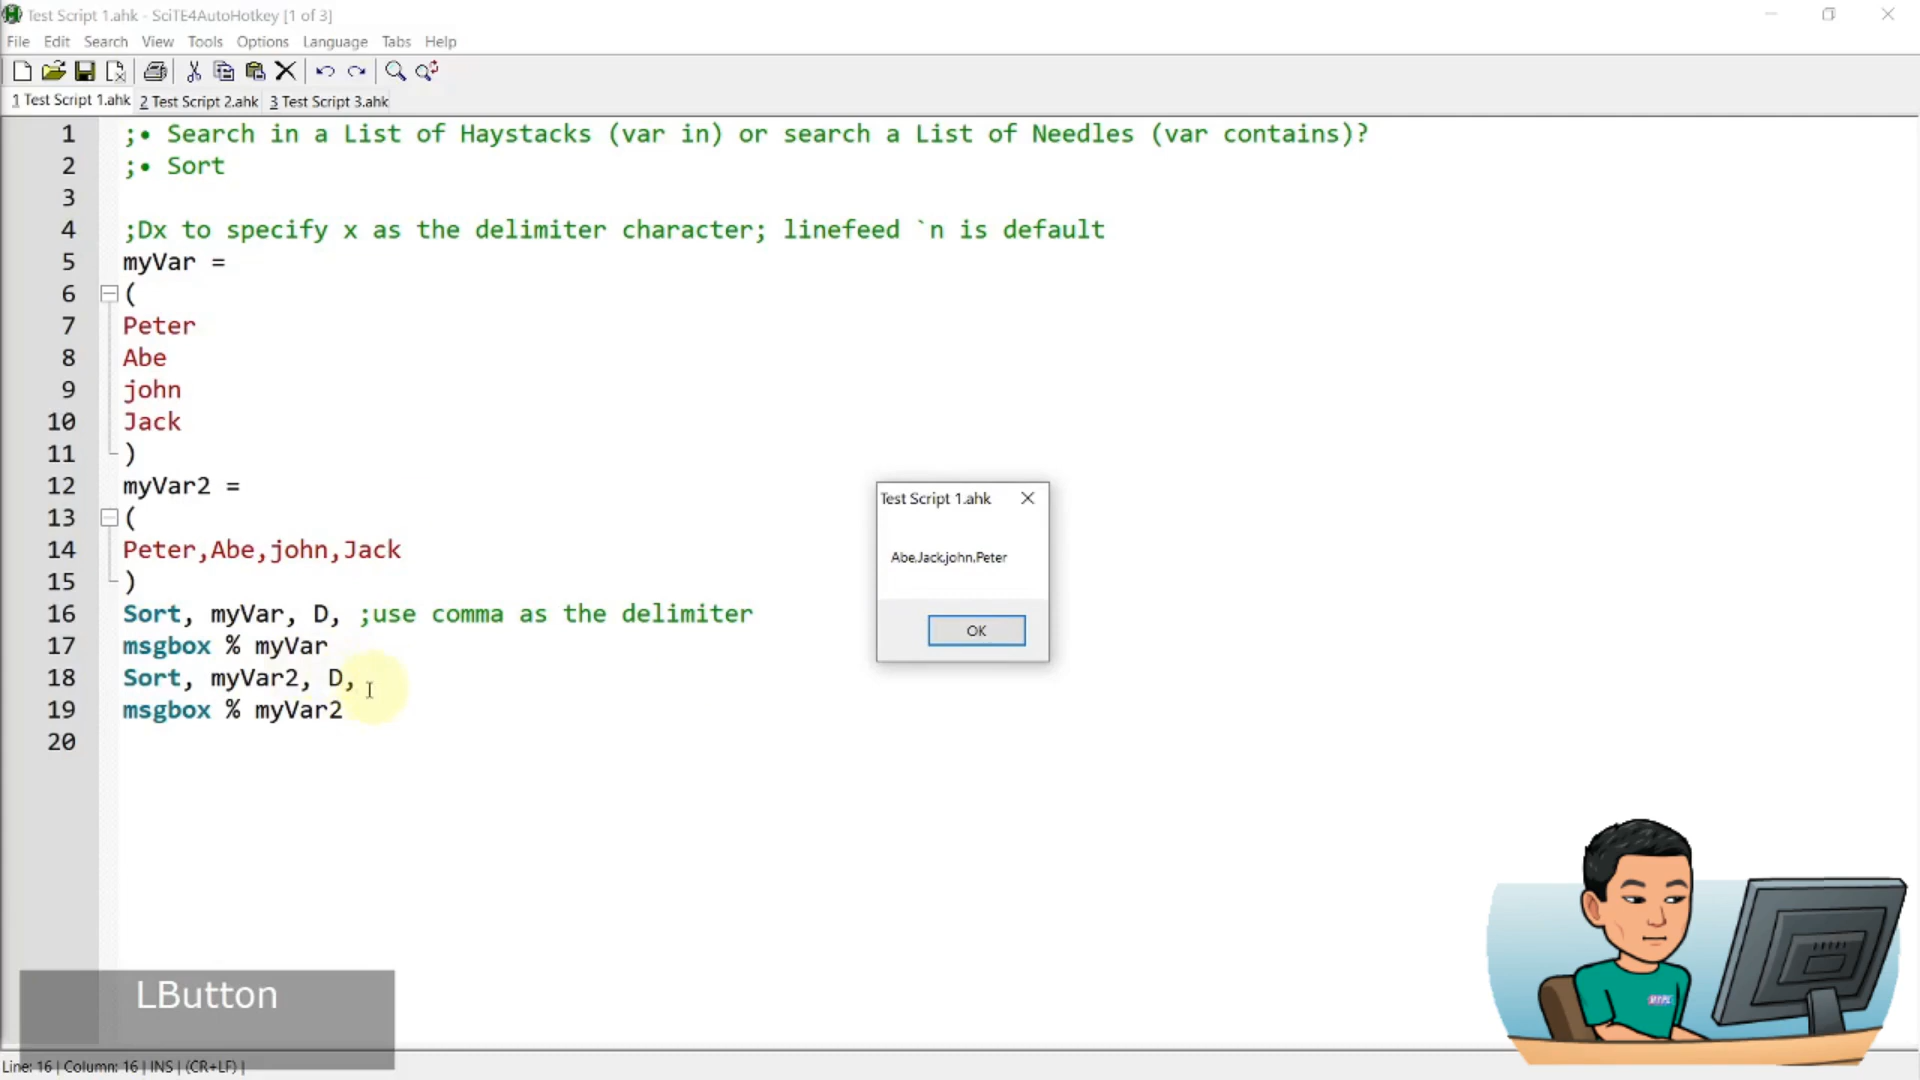 Test Script 1.ahk - SciTE4AutoHotkey [1 of 3]
File Edit Search View Tools Options Language Tabs Help
1 Test Script 1.ahk 2 Test Script 2.ahk 3 Test Script 3.ahk
1 ;• Search in a List of Haystacks (var in) or search a List of Needles (var contains)?
2 ;• Sort
3
4 ;Dx to specify x as the delimiter character; linefeed `n is default
5 myVar =
6 (
7 Peter
8 Abe
9 john
10 Jack
11 )
12 myVar2 =
13 (
14 Peter,Abe,john,Jack
15 )
16 Sort, myVar, D, ;use comma as the delimiter
17 msgbox % myVar
18 Sort, myVar2, D,
19 msgbox % myVar2
20
Test Script 1.ahk
Abe,Jack,john,Peter
OK
LButton
Line: 16 | Column: 16 | INS | (CR+LF) |